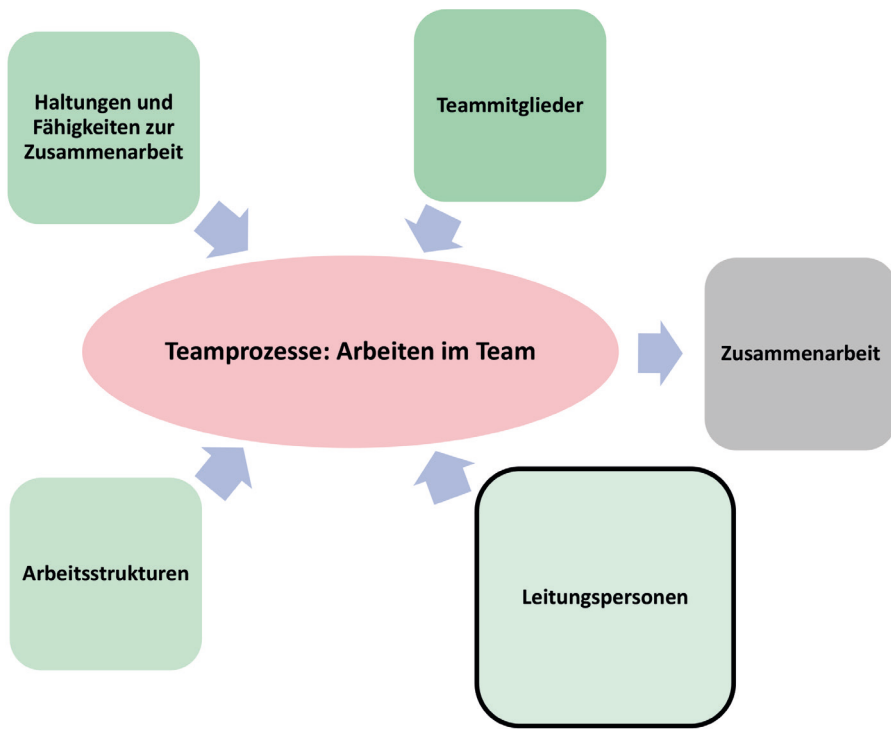 Haltungen und
Fähigkeiten zur
Zusammenarbeit
Teammitglieder
Teamprozesse: Arbeiten im Team
Zusammenarbeit
Arbeitsstrukturen
Leitungspersonen